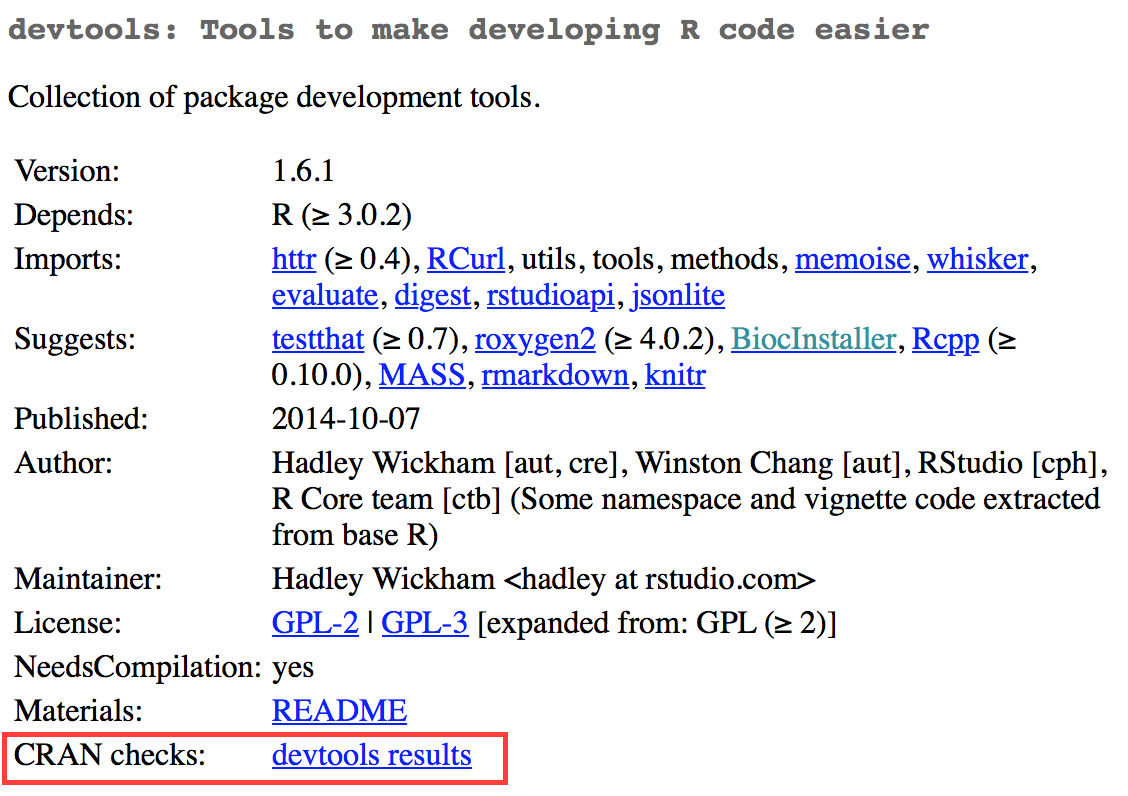 devtools: Tools to make developing R code easier
Collection of package development tools.
Version: 1.6.1
Depends: R (≥ 3.0.2)
Imports: httr (≥ 0.4), RCurl, utils, tools, methods, memoise, whisker,
evaluate, digest, rstudioapi, jsonlite
Suggests: testthat (≥ 0.7), roxygen2 (≥ 4.0.2), BiocInstaller, Rcpp (≥
0.10.0), MASS, rmarkdown, knitr
Published: 2014-10-07
Author: Hadley Wickham [aut, cre], Winston Chang [aut], RStudio [cph],
R Core team [ctb] (Some namespace and vignette code extracted
from base R)
Maintainer: Hadley Wickham <hadley at rstudio.com>
License: GPL-2 | GPL-3 [expanded from: GPL (≥ 2)]
NeedsCompilation: yes
Materials: README
CRAN checks: devtools results